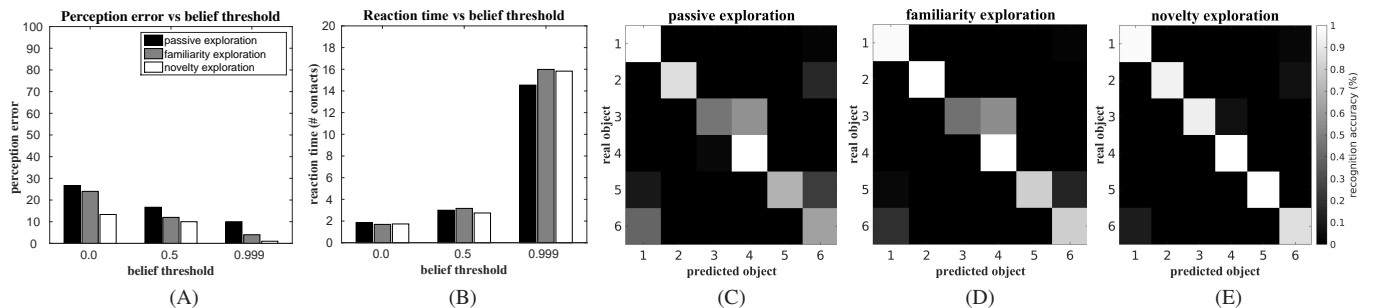 Perception error vs belief threshold
100
90
80
70
60
50
40
30
20
10
0
perception error
passive exploration
familiarity exploration
novelty exploration
0.0
0.5
0.999
belief threshold
(A)
Reaction time vs belief threshold
20
18
16
14
12
10
8
6
4
2
0
reaction time (# contacts)
0.0
0.5
0.999
belief threshold
(B)
passive exploration
real object
1
2
3
4
5
6
1 2 3 4 5 6
predicted object
(C)
familiarity exploration
real object
1
2
3
4
5
6
1 2 3 4 5 6
predicted object
(D)
novelty exploration
real object
1
2
3
4
5
6
1 2 3 4 5 6
predicted object
(E)
1
0.9
0.8
0.7
0.6
0.5
0.4
0.3
0.2
0.1
0
recognition accuracy (%)